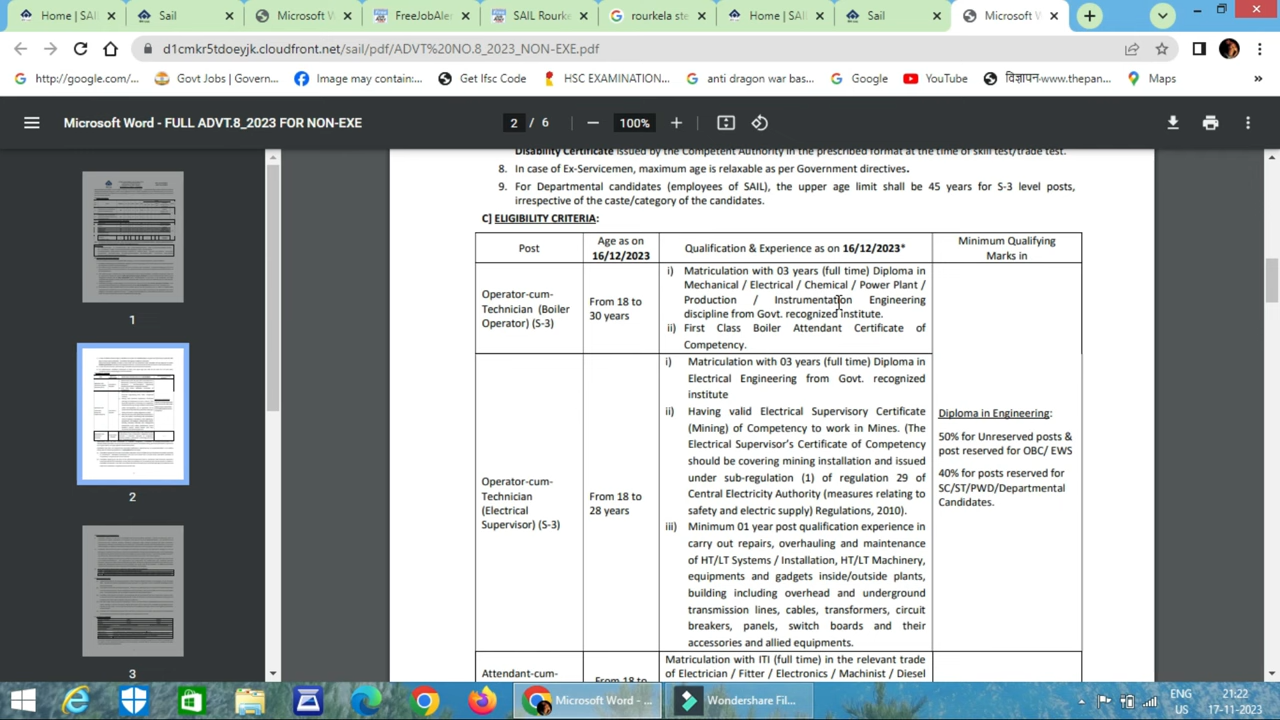 Home | SAI
Sail
Microsoft W
FreeJobAle
SAIL Rourke
rourkela ste
Home | SAI
Sail
Microsoft W
d1cmkr5tdoeyjk.cloudfront.net/sail/pdf/ADVT%20NO.8_2023_NON-EXE.pdf
http://google.com/...
Govt Jobs | Govern...
Image may contain:...
Get Ifsc Code
HSC EXAMINATION...
anti dragon war bas...
Google
YouTube
विज्ञापन-www.thepan...
Maps
»
Microsoft Word - FULL ADVT.8_2023 FOR NON-EXE
2 / 6
100%
1
2
3
Disability Certificate issued by the Competent Authority in the prescribed format at the time of skill test/trade test.
8. In case of Ex-Servicemen, maximum age is relaxable as per Government directives.
9. For Departmental candidates (employees of SAIL), the upper age limit shall be 45 years for S-3 level posts,
irrespective of the caste/category of the candidates.
C] ELIGIBILITY CRITERIA:
Post
Age as on
16/12/2023
Qualification & Experience as on 16/12/2023*
Minimum Qualifying
Marks in
Operator-cum-
Technician (Boiler
Operator) (S-3)
From 18 to
30 years
i) Matriculation with 03 years (full time) Diploma in
Mechanical / Electrical / Chemical / Power Plant /
Production / Instrumentation Engineering
discipline from Govt. recognized institute.
ii) First Class Boiler Attendant Certificate of
Competency.
Operator-cum-
Technician
(Electrical
Supervisor) (S-3)
From 18 to
28 years
i) Matriculation with 03 years (full time) Diploma in
Electrical Engineering from Govt. recognized
institute
ii) Having valid Electrical Supervisory Certificate
(Mining) of Competency to work in Mines. (The
Electrical Supervisor's Certificate of Competency
should be covering mining installation and issued
under sub-regulation (1) of regulation 29 of
Central Electricity Authority (measures relating to
safety and electric supply) Regulations, 2010).
iii) Minimum 01 year post qualification experience in
carry out repairs, overhauling and maintenance
of HT/LT Systems / Installation, HT/LT Machinery,
equipments and gadgets inside/outside plants,
building including overhead and underground
transmission lines, cables, transformers, circuit
breakers, panels, switch boards and their
accessories and allied equipments.
Diploma in Engineering:
50% for Unreserved posts &
post reserved for OBC/ EWS
40% for posts reserved for
SC/ST/PWD/Departmental
Candidates.
Attendant-cum-
From 18 to
Matriculation with ITI (full time) in the relevant trade
of Electrician / Fitter / Electronics / Machinist / Diesel
Microsoft Word - ...
Wondershare Fil...
ENG
US
21:22
17-11-2023